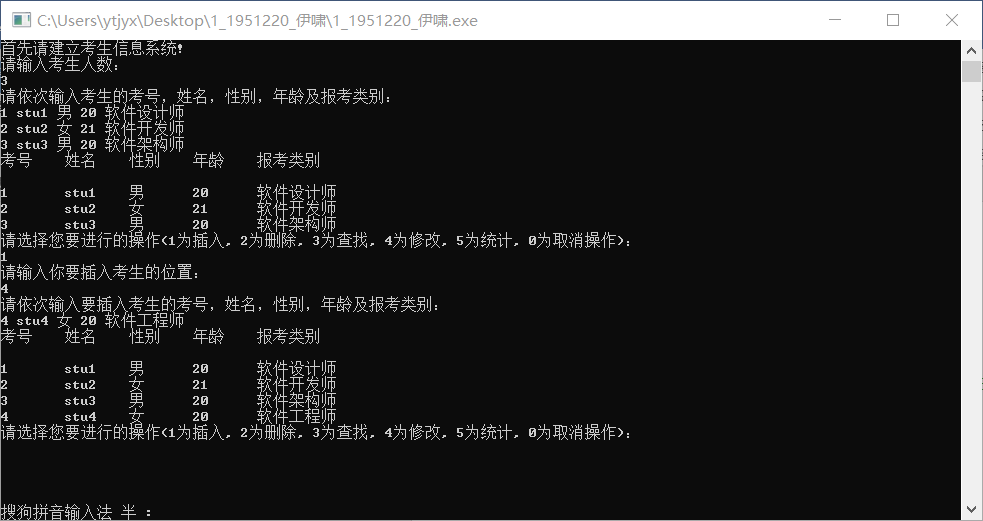 C:\Users\ytjyx\Desktop\1_1951220_伊啸\1_1951220_伊啸.exe
首先请建立考生信息系统!
请输入考生人数:
3
请依次输入考生的考号，姓名，性别，年龄及报考类别:
1 stu1 男 20 软件设计师
2 stu2 女 21 软件开发师
3 stu3 男 20 软件架构师
考号 姓名 性别 年龄 报考类别
1 stu1 男 20 软件设计师
2 stu2 女 21 软件开发师
3 stu3 男 20 软件架构师
请选择您要进行的操作(1为插入, 2为删除, 3为查找, 4为修改, 5为统计, 0为取消操作):
1
请输入你要插入考生的位置:
4
请依次输入要插入考生的考号，姓名，性别，年龄及报考类别:
4 stu4 女 20 软件工程师
考号 姓名 性别 年龄 报考类别
1 stu1 男 20 软件设计师
2 stu2 女 21 软件开发师
3 stu3 男 20 软件架构师
4 stu4 女 20 软件工程师
请选择您要进行的操作(1为插入, 2为删除, 3为查找, 4为修改, 5为统计, 0为取消操作):
搜狗拼音输入法 半 :